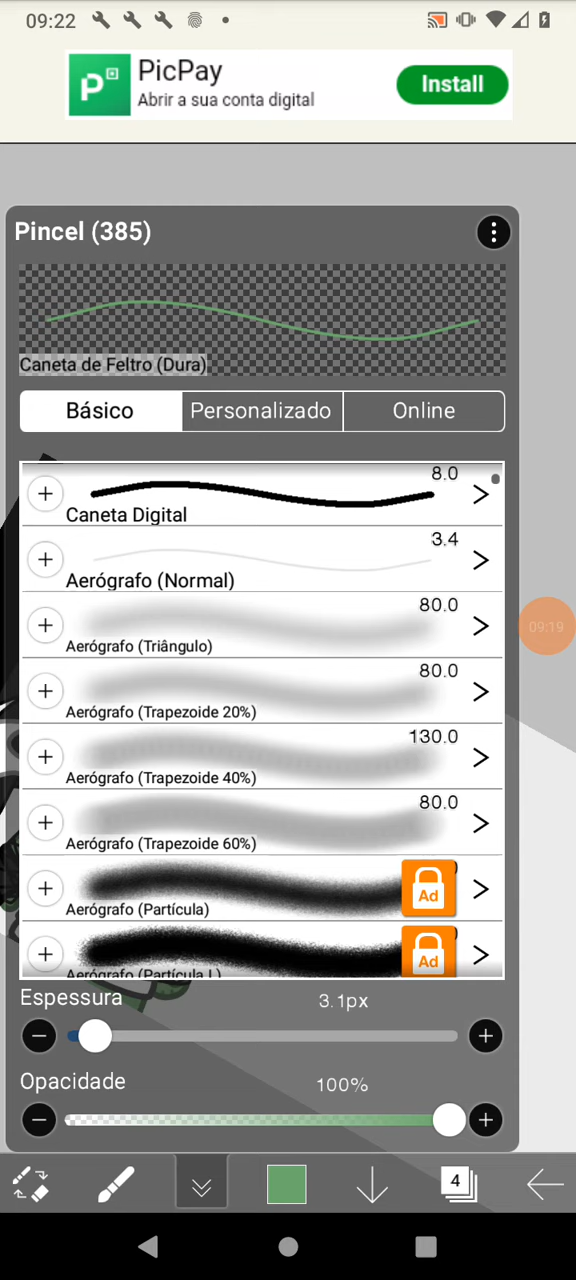 09:22
PicPay
Abrir a sua conta digital
Install
Pincel (385)
Caneta de Feltro (Dura)
Básico
Personalizado
Online
8.0
Caneta Digital
3.4
Aerógrafo (Normal)
80.0
Aerógrafo (Triângulo)
09:19
80.0
Aerógrafo (Trapezoide 20%)
130.0
Aerógrafo (Trapezoide 40%)
80.0
Aerógrafo (Trapezoide 60%)
Ad
Aerógrafo (Partícula)
Ad
Aerógrafo (Partícula L)
Espessura
3.1px
Opacidade
100%
4